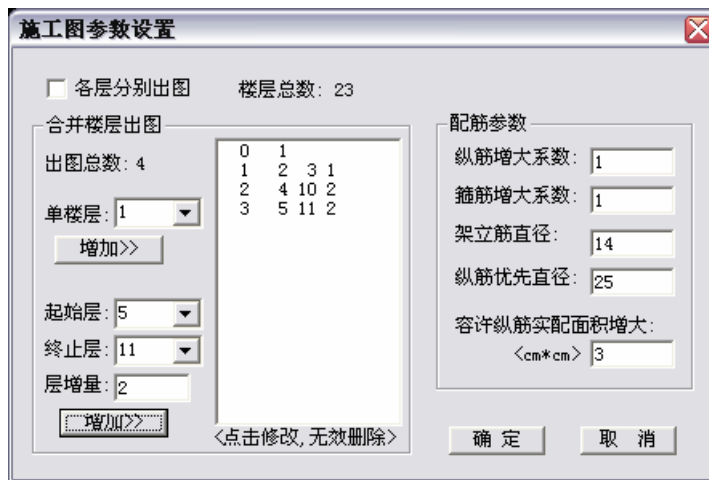 施工图参数设置
各层分别出图
楼层总数: 23
合并楼层出图
出图总数: 4
单楼层: 1
增加>>
起始层: 5
终止层: 11
层增量: 2
增加>>
0 1
1 2 3 1
2 4 10 2
3 5 11 2
<点击修改,无效删除>
配筋参数
纵筋增大系数: 1
箍筋增大系数: 1
架立筋直径: 14
纵筋优先直径: 25
容许纵筋实配面积增大:
<cm*cm> 3
确 定
取 消